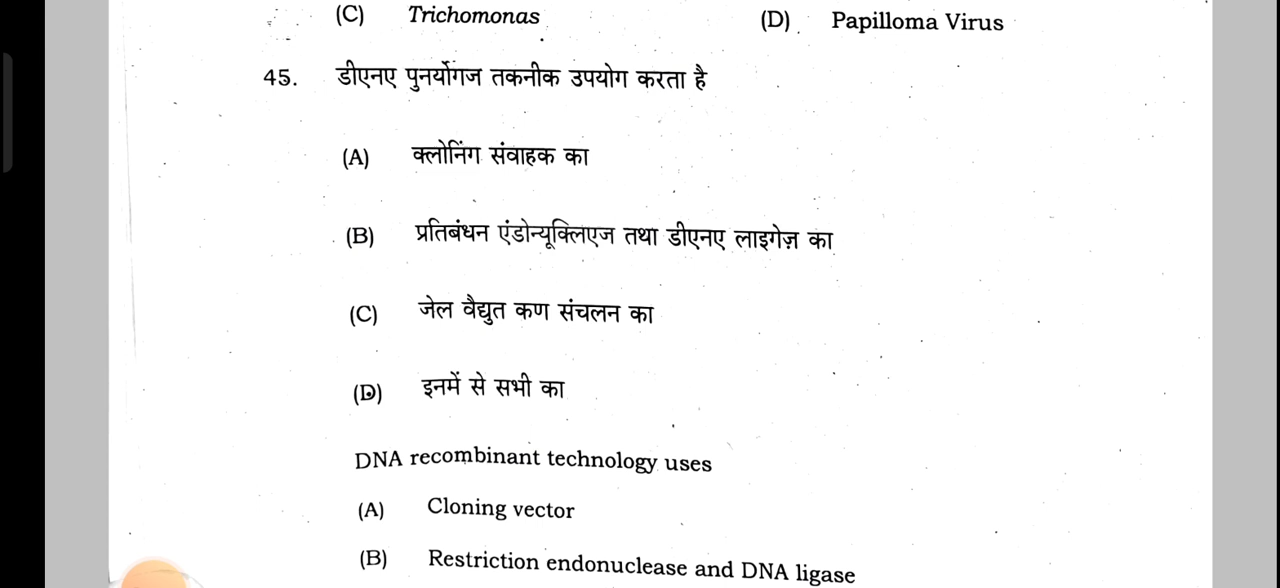 (C) Trichomonas (D) Papilloma Virus
45. डीएनए पुनर्योगज तकनीक उपयोग करता है
(A) क्लोनिंग संवाहक का
(B) प्रतिबंधन एंडोन्यूक्लिएज तथा डीएनए लाइगेज़ का
(C) जेल वैद्युत कण संचलन का
(D) इनमें से सभी का
DNA recombinant technology uses
(A) Cloning vector
(B) Restriction endonuclease and DNA ligase